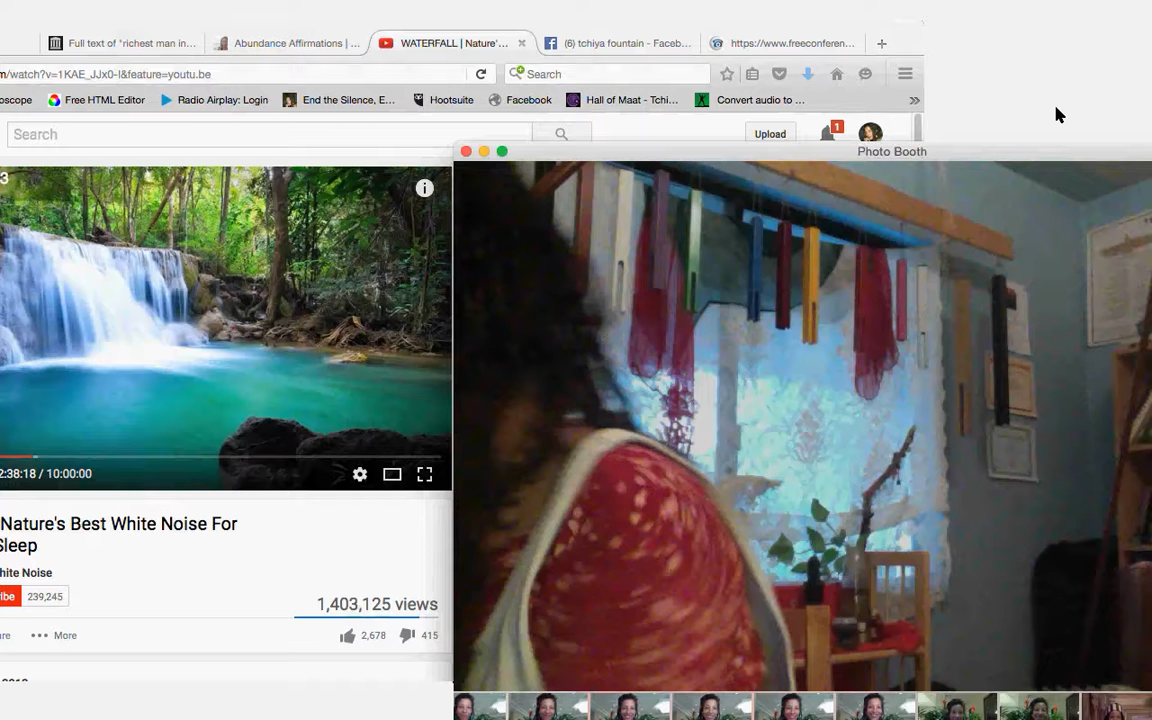 Full text of "richest man in...
Abundance Affirmations | ...
WATERFALL | Nature'...
(6) tchiya fountain - Faceb...
https://www.freeconferen...
m/watch?v=1KAE_JJx0-I&feature=youtu.be
Search
oscope
Free HTML Editor
Radio Airplay: Login
End the Silence, E...
Hootsuite
Facebook
Hall of Maat - Tchi...
Convert audio to ...
Search
Upload
1
Photo Booth
3
2:38:18 / 10:00:00
Nature's Best White Noise For
Sleep
hite Noise
ibe 239,245
1,403,125 views
are
More
2,678
415